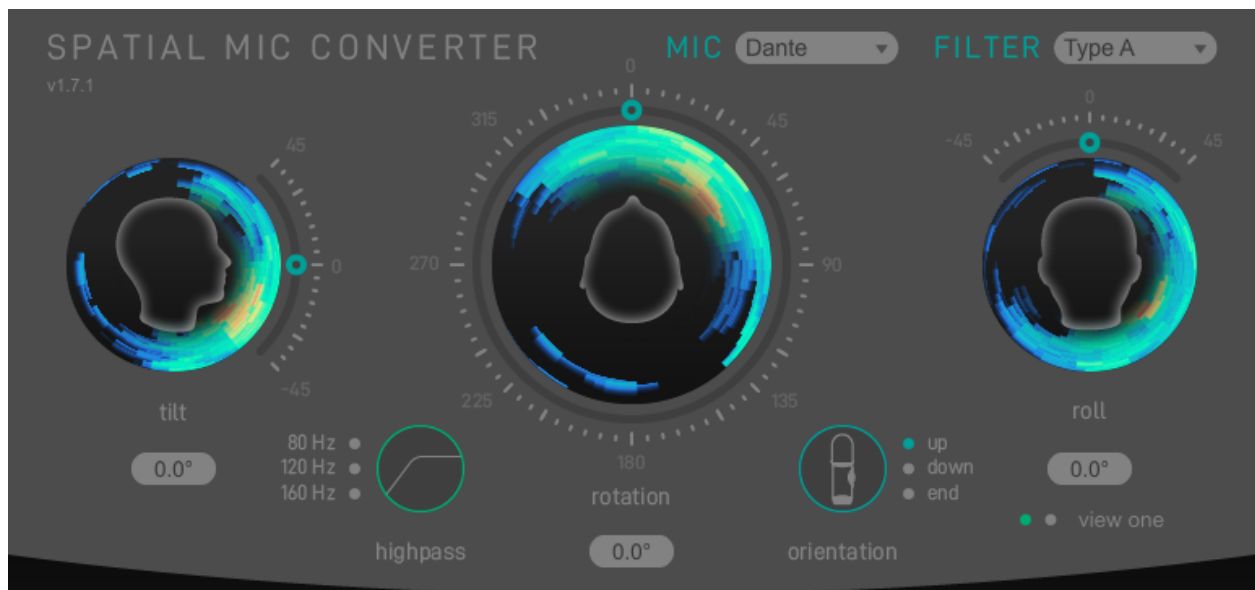 SPATIAL MIC CONVERTER
v1.7.1
MIC Dante
FILTER Type A
45
0
-45
tilt
0.0°
0
45
90
135
180
225
270
315
rotation
0.0°
80 Hz
120 Hz
160 Hz
highpass
up
down
end
orientation
-45
0
45
roll
0.0°
view one